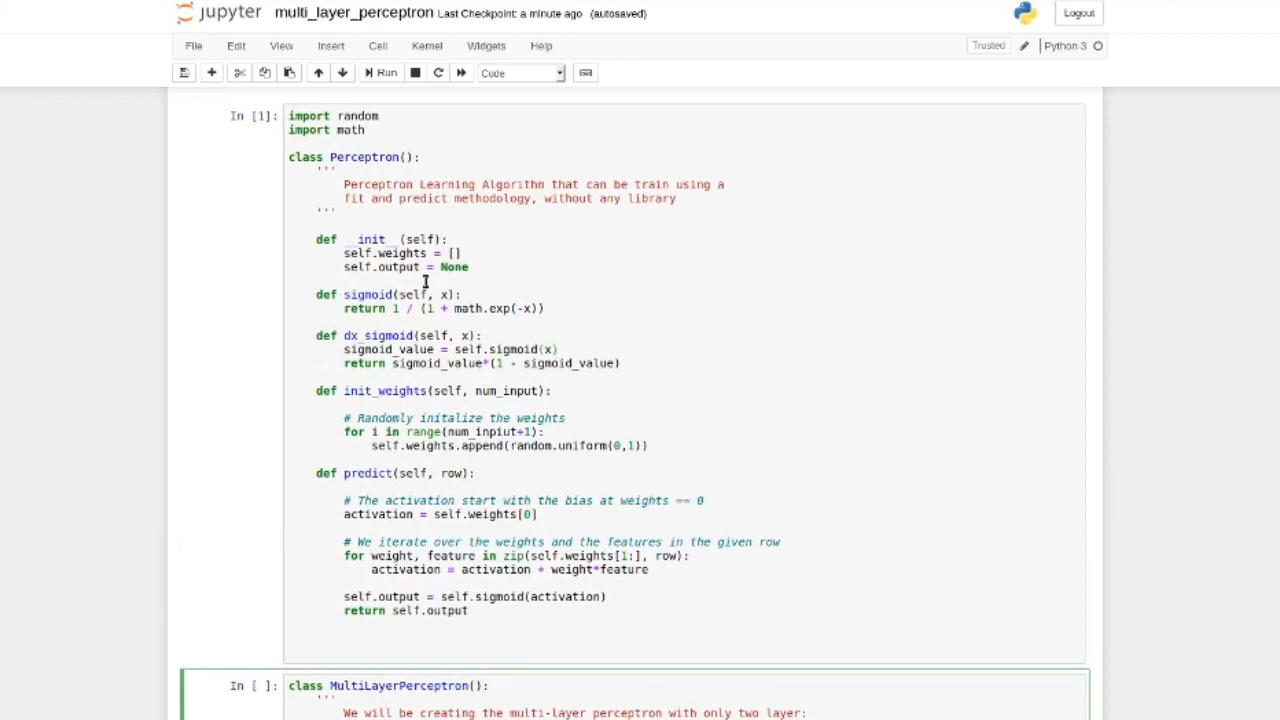 jupyter multi_layer_perceptron Last Checkpoint: a minute ago (autosaved) Logout
File Edit View Insert Cell Kernel Widgets Help Trusted Python 3
Run Code
In [1]: import random
import math
class Perceptron():
'''
Perceptron Learning Algorithm that can be train using a
fit and predict methodology, without any library
'''
def __init__(self):
self.weights = []
self.output = None
def sigmoid(self, x):
return 1 / (1 + math.exp(-x))
def dx_sigmoid(self, x):
sigmoid_value = self.sigmoid(x)
return sigmoid_value*(1 - sigmoid_value)
def init_weights(self, num_input):
# Randomly initalize the weights
for i in range(num_inpiut+1):
self.weights.append(random.uniform(0,1))
def predict(self, row):
# The activation start with the bias at weights == 0
activation = self.weights[0]
# We iterate over the weights and the features in the given row
for weight, feature in zip(self.weights[1:], row):
activation = activation + weight*feature
self.output = self.sigmoid(activation)
return self.output
In [ ]: class MultiLayerPerceptron():
'''
We will be creating the multi-layer perceptron with only two layer: